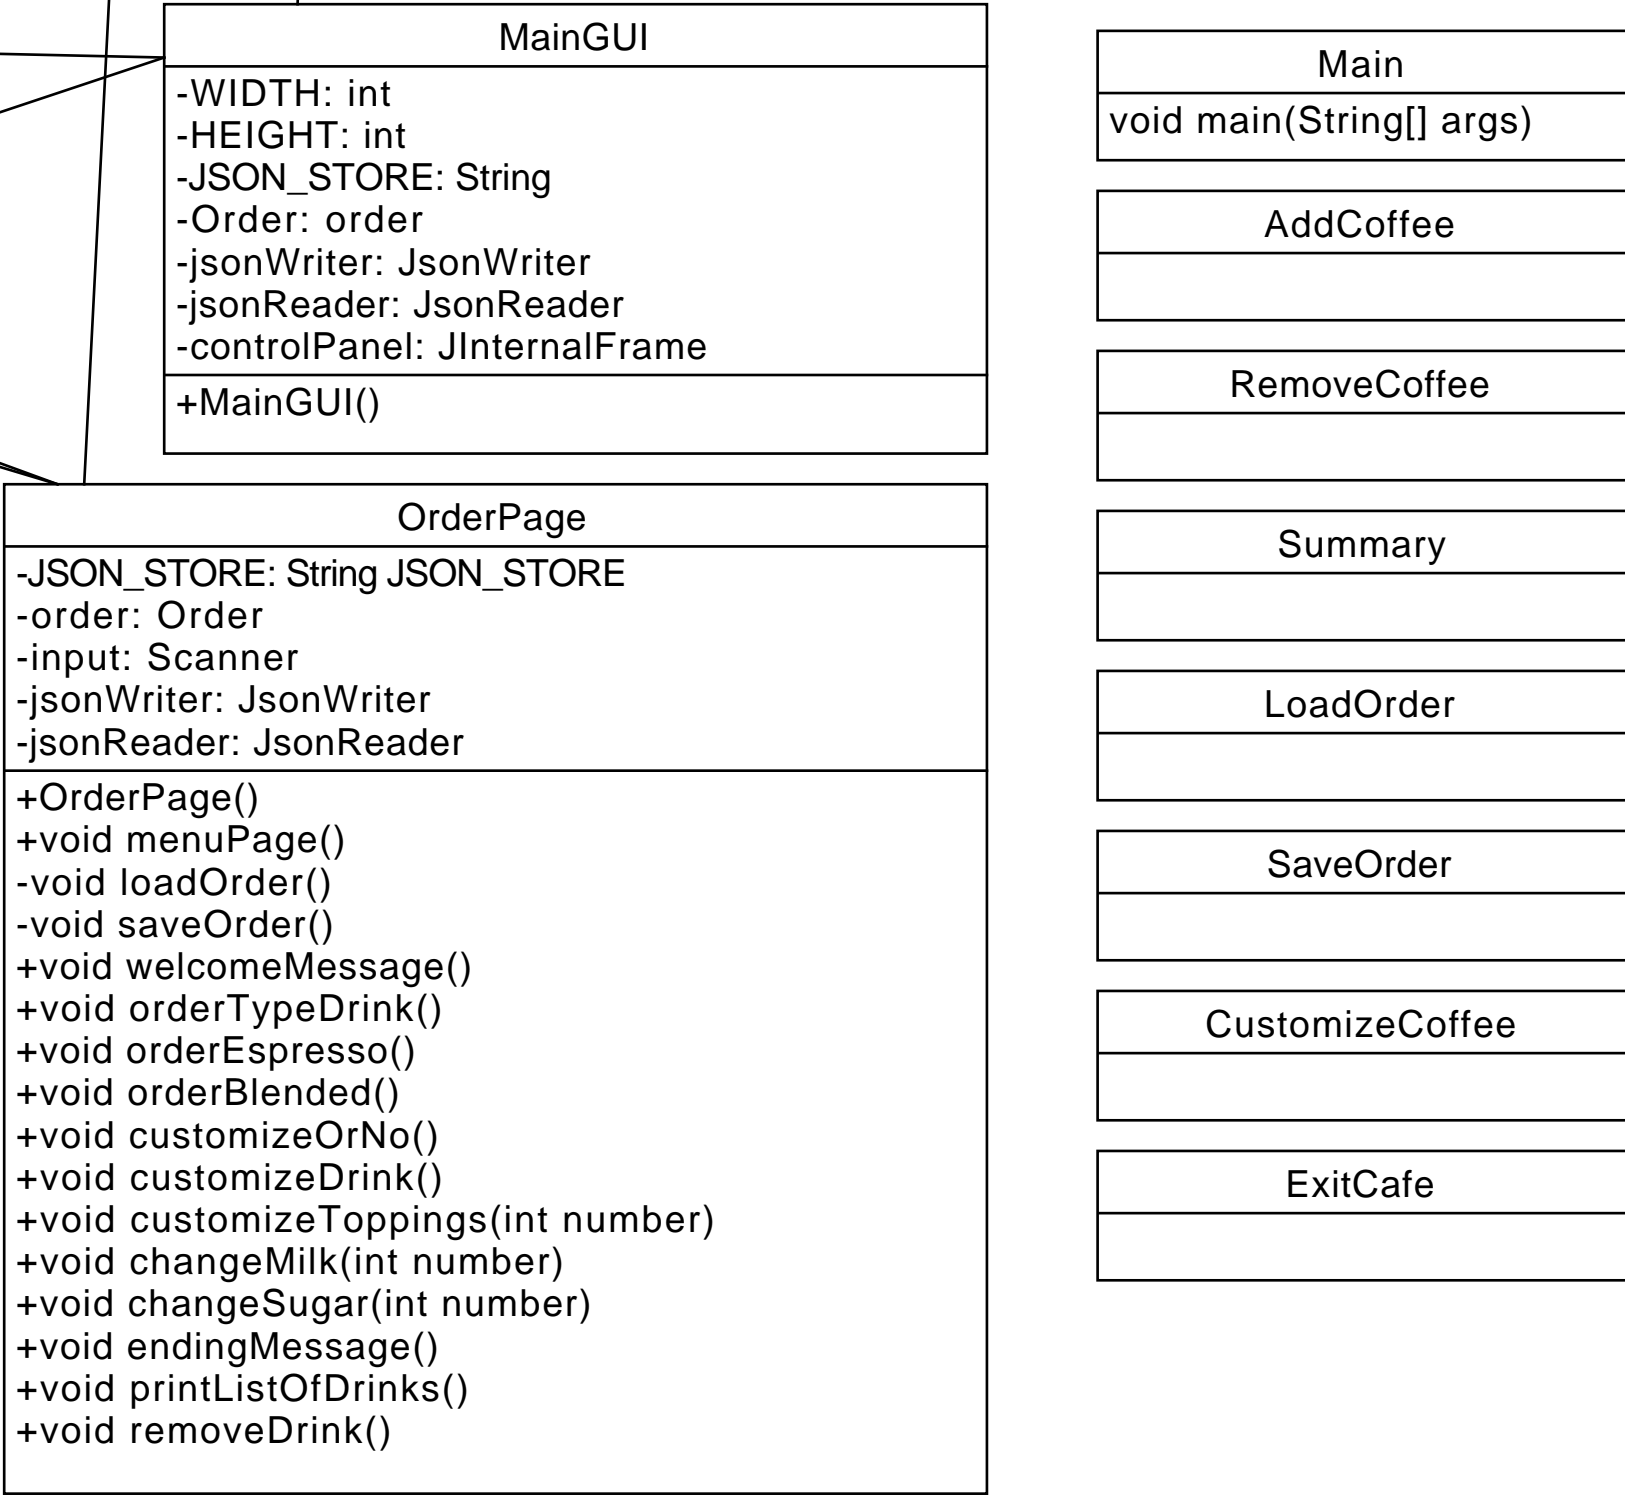 MainGUI
-WIDTH: int
-HEIGHT: int
-JSON_STORE: String
-Order: order
-jsonWriter: JsonWriter
-jsonReader: JsonReader
-controlPanel: JInternalFrame
+MainGUI()
OrderPage
-JSON_STORE: String JSON_STORE
-order: Order
-input: Scanner
-jsonWriter: JsonWriter
-jsonReader: JsonReader
+OrderPage()
+void menuPage()
-void loadOrder()
-void saveOrder()
+void welcomeMessage()
+void orderTypeDrink()
+void orderEspresso()
+void orderBlended()
+void customizeOrNo()
+void customizeDrink()
+void customizeToppings(int number)
+void changeMilk(int number)
+void changeSugar(int number)
+void endingMessage()
+void printListOfDrinks()
+void removeDrink()
Main
void main(String[] args)
AddCoffee
RemoveCoffee
Summary
LoadOrder
SaveOrder
CustomizeCoffee
ExitCafe